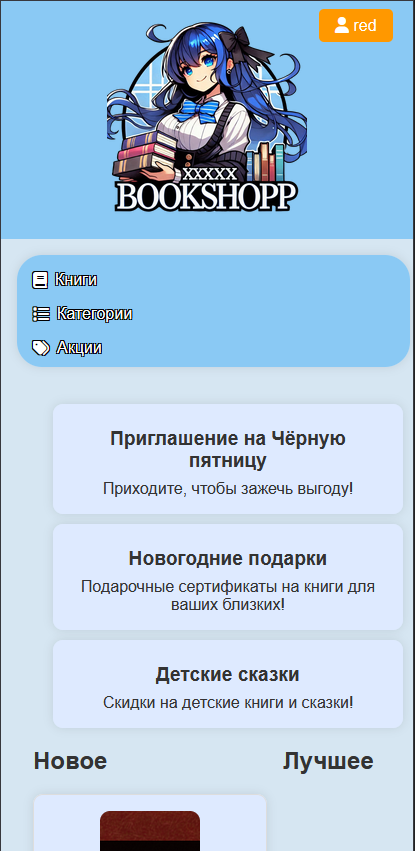 red
XXXXX
BOOKSHOPP
Книги
Категории
Акции
Приглашение на Чёрную
пятницу
Приходите, чтобы зажечь выгоду!
Новогодние подарки
Подарочные сертификаты на книги для
ваших близких!
Детские сказки
Скидки на детские книги и сказки!
Новое
Лучшее